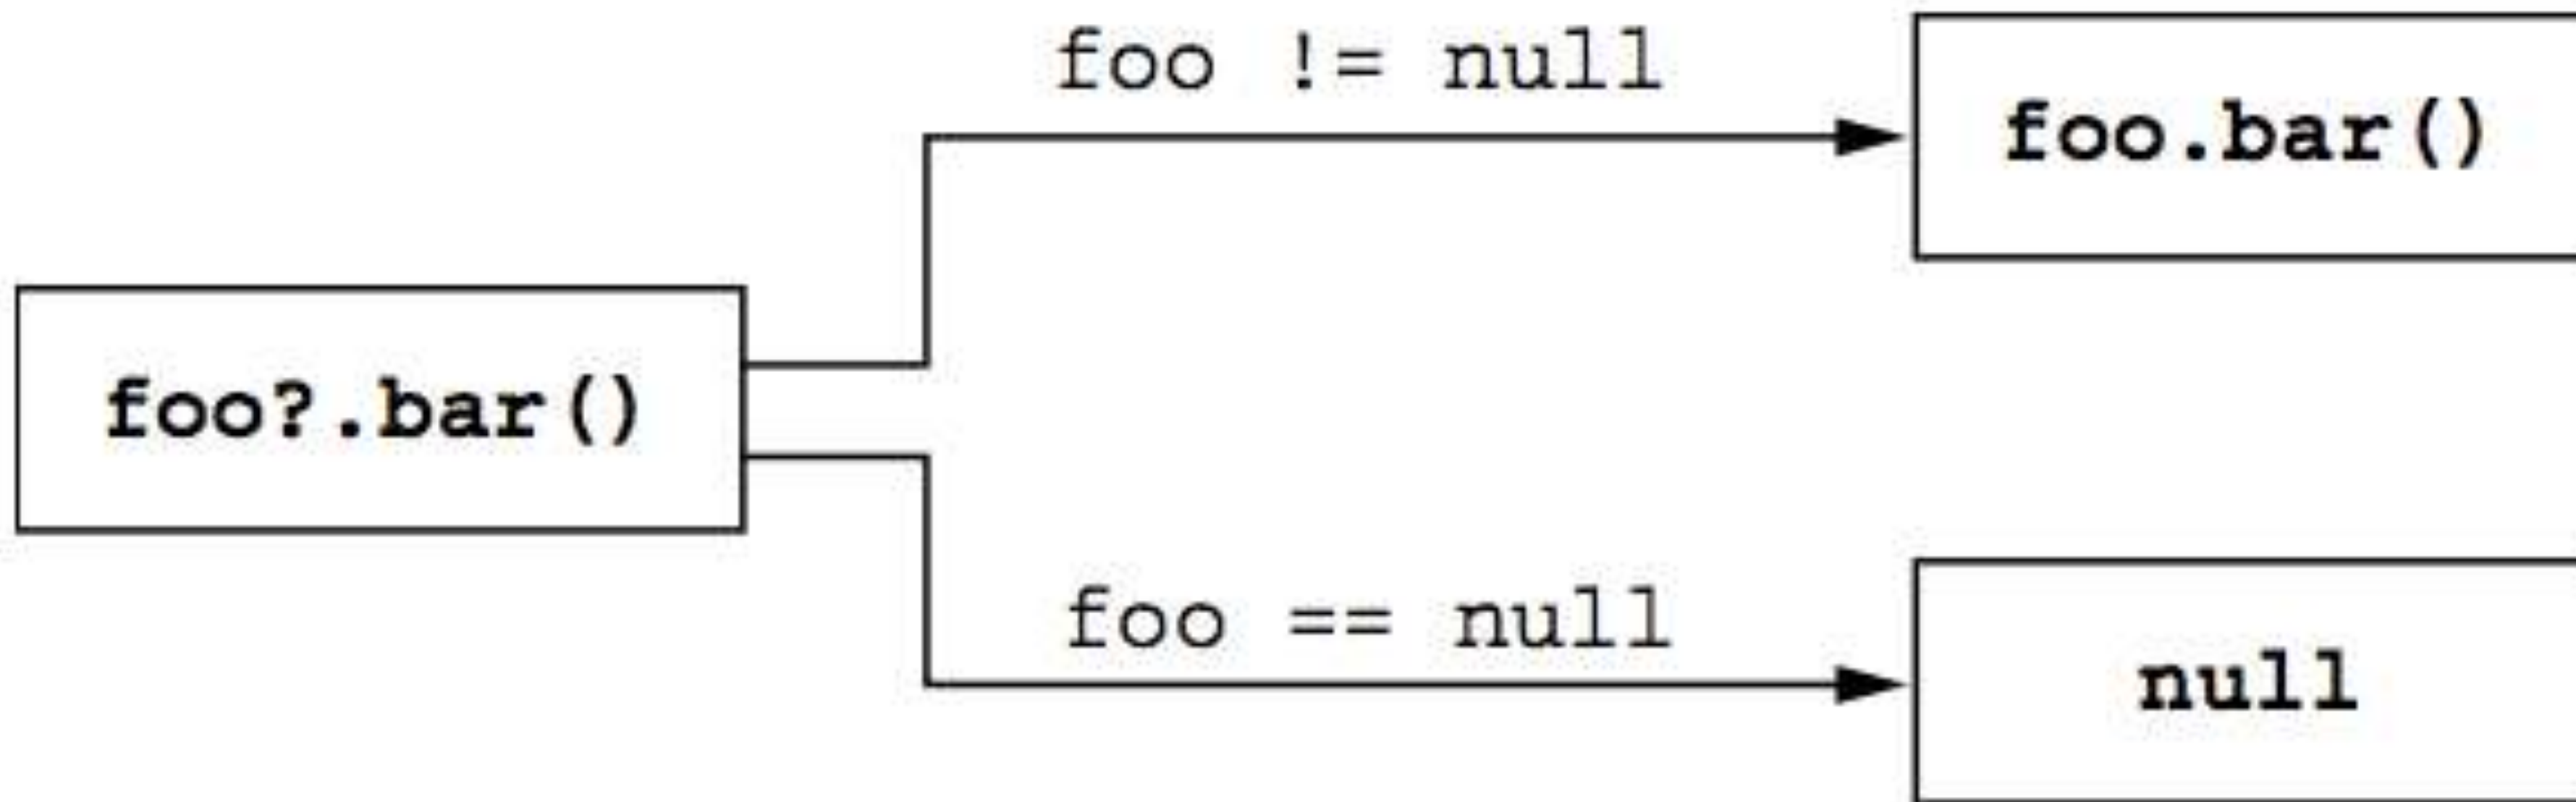 foo != null
foo.bar()
foo?.bar()
foo == null
null